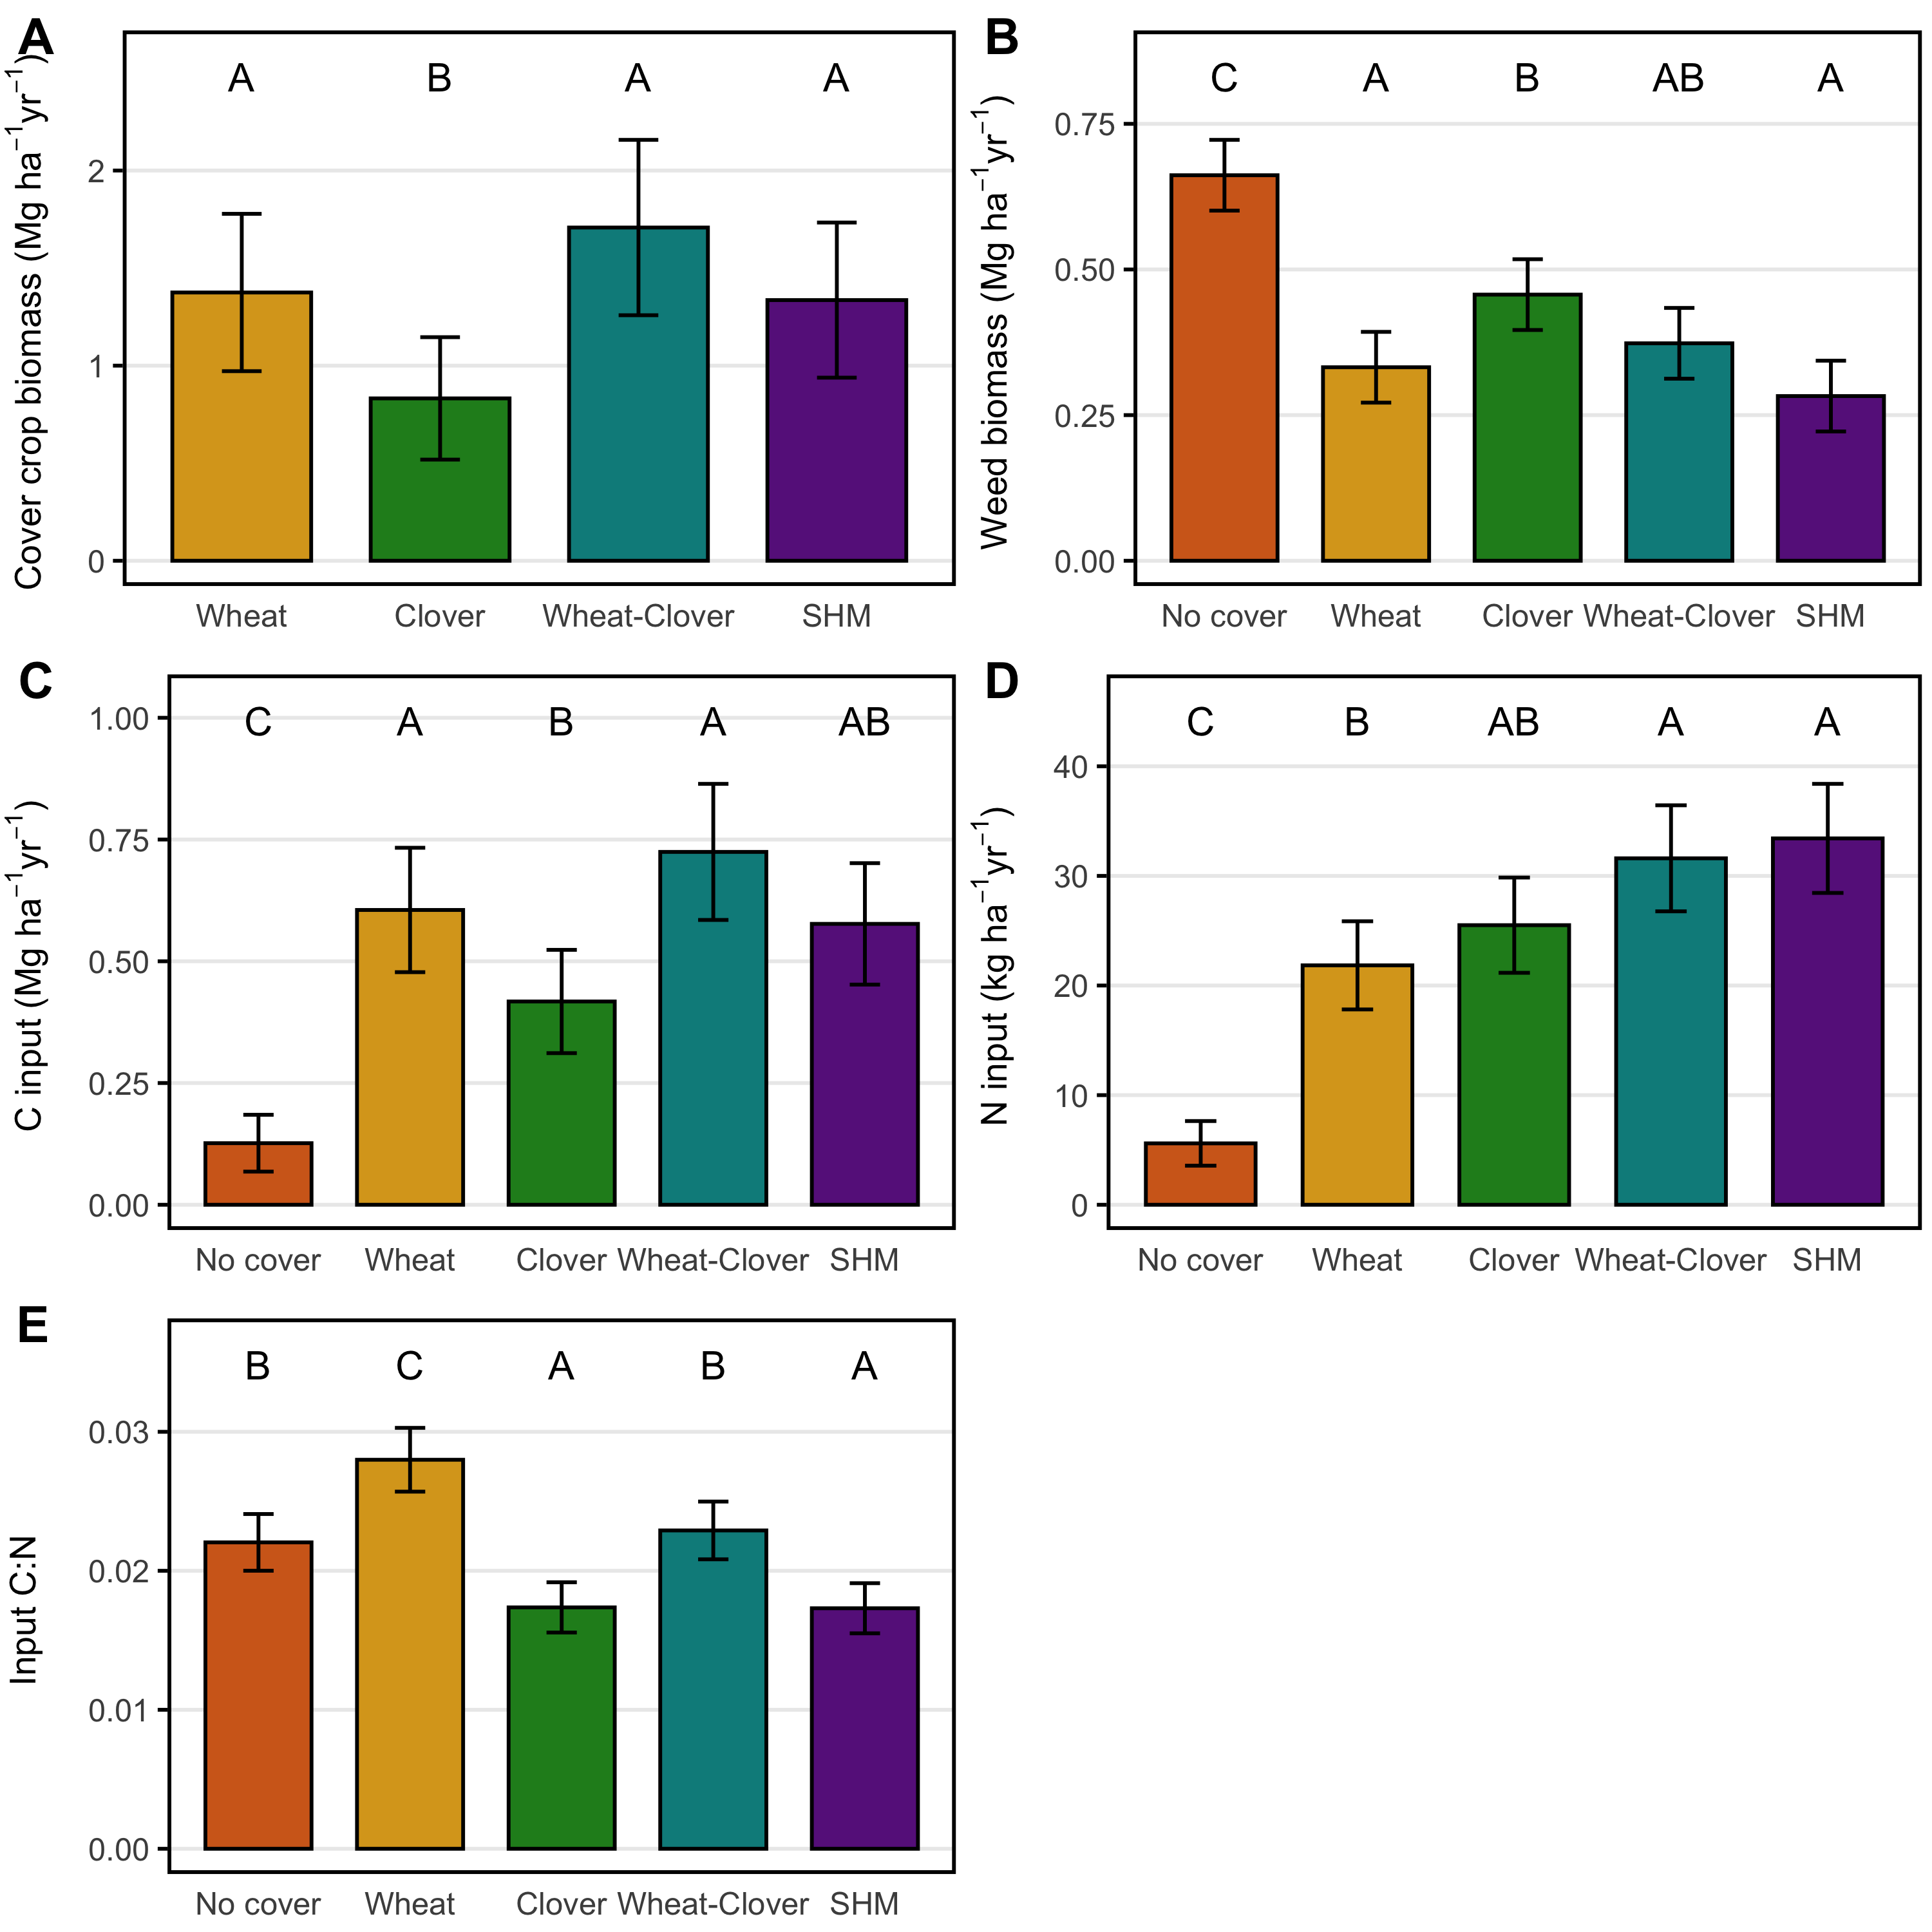 A
Cover crop biomass (Mg ha⁻¹yr⁻¹)
A B A A
2
1
0
Wheat Clover Wheat-Clover SHM
B
Weed biomass (Mg ha⁻¹yr⁻¹)
C A B AB A
0.75
0.50
0.25
0.00
No cover Wheat Clover Wheat-Clover SHM
C
C input (Mg ha⁻¹yr⁻¹)
C A B A AB
1.00
0.75
0.50
0.25
0.00
No cover Wheat Clover Wheat-Clover SHM
D
N input (kg ha⁻¹yr⁻¹)
C B AB A A
40
30
20
10
0
No cover Wheat Clover Wheat-Clover SHM
E
Input C:N
B C A B A
0.03
0.02
0.01
0.00
No cover Wheat Clover Wheat-Clover SHM